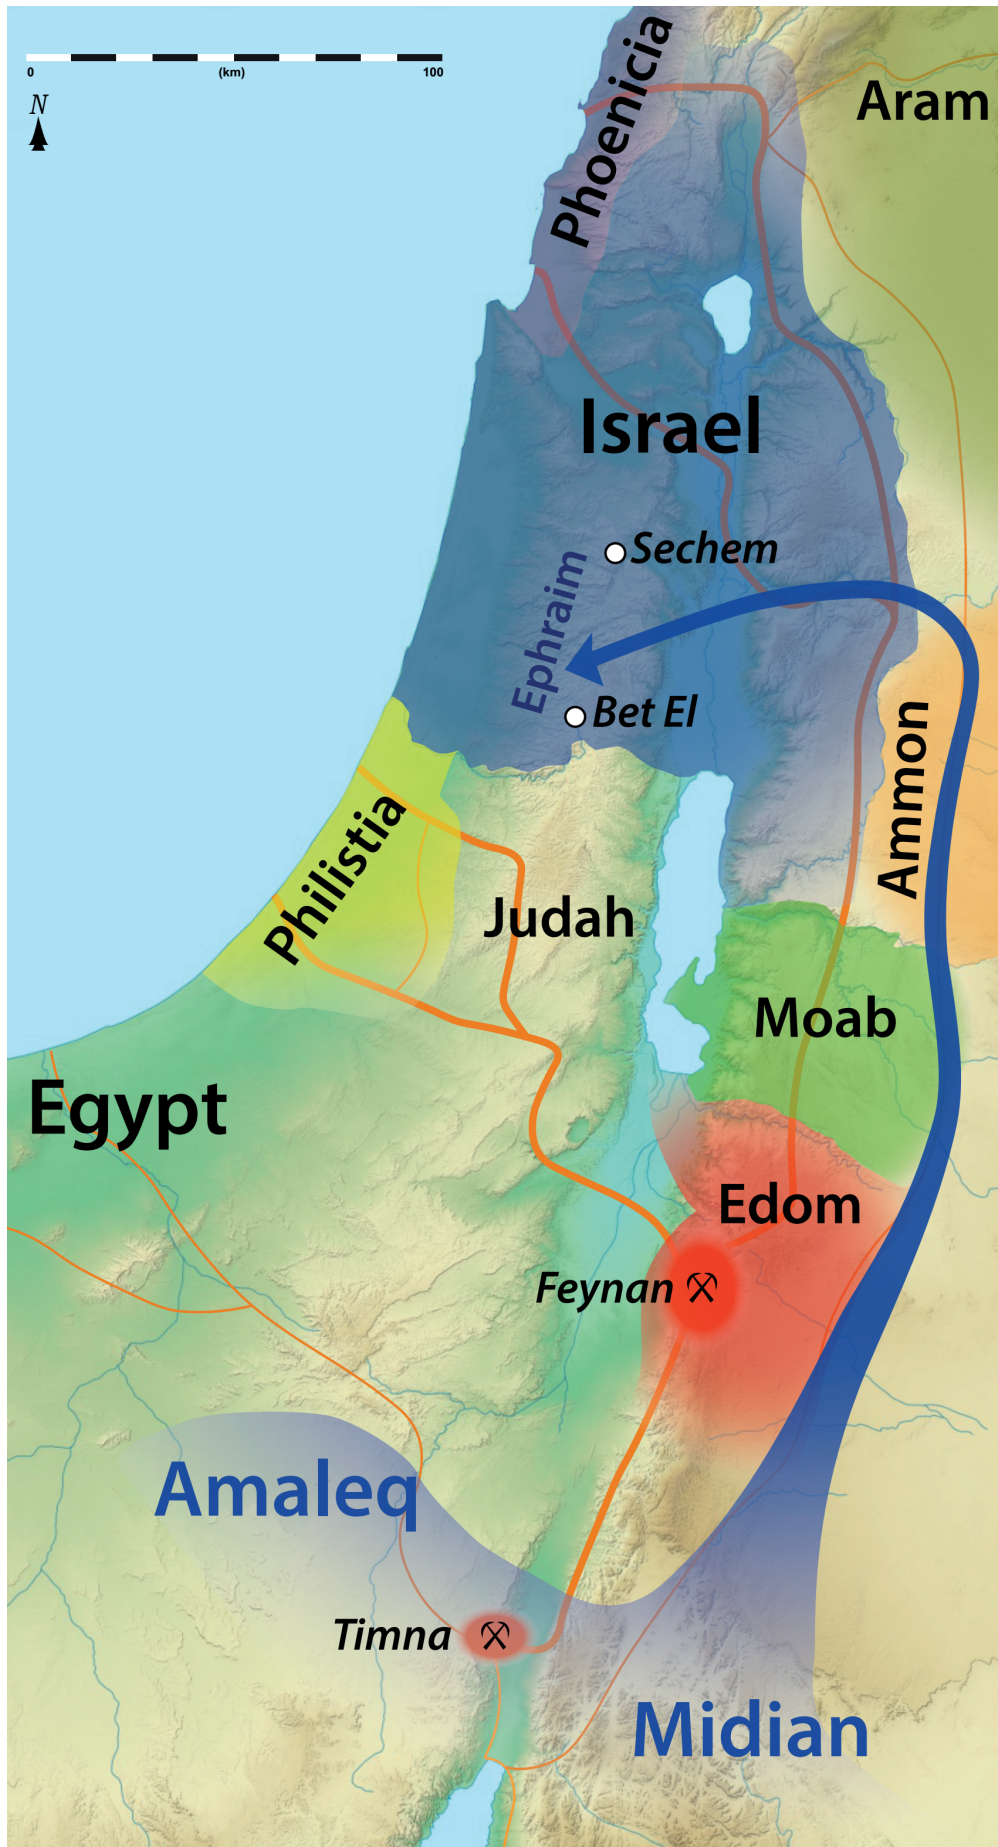 Phoenicia
0 (km) 100
N
Aram
Israel
Sechem
Ephraim
Bet El
Ammon
Philistia
Judah
Moab
Egypt
Edom
Feynan
Amaleq
Timna
Midian